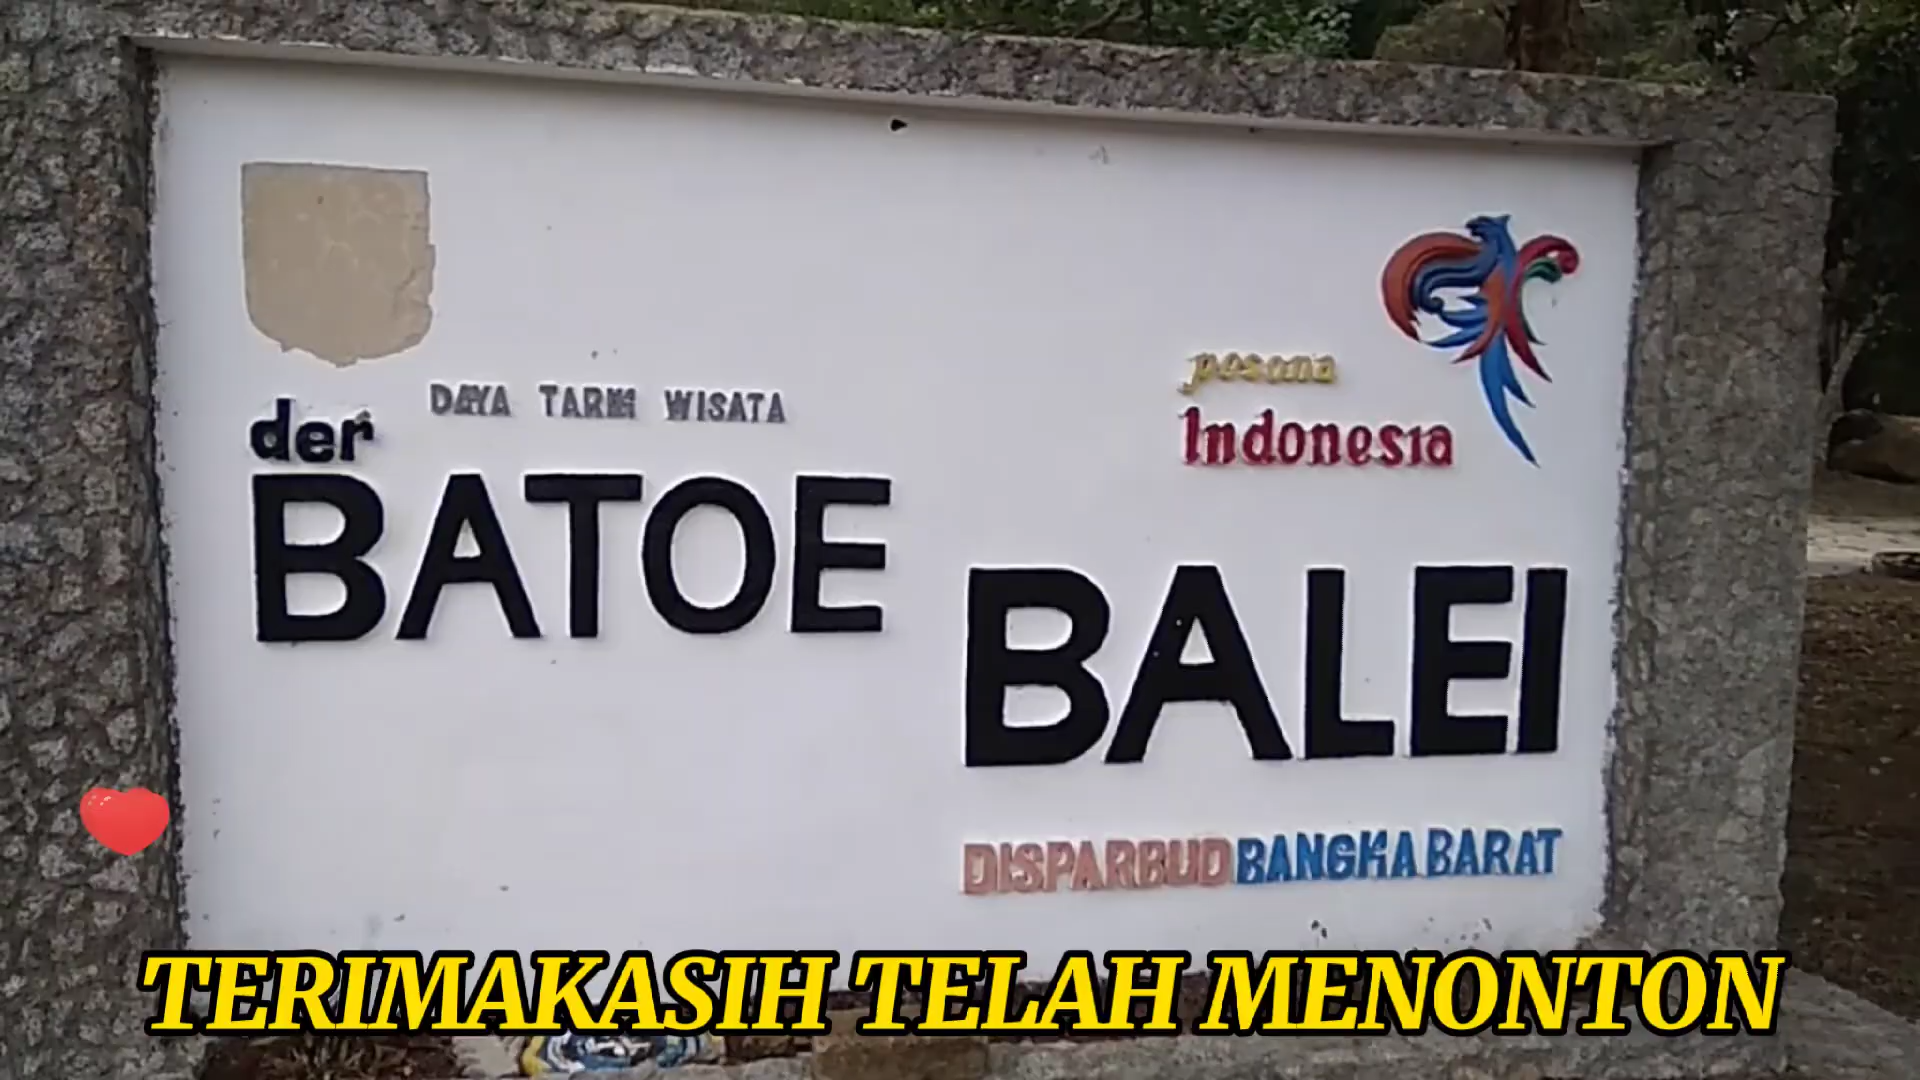 DAYA TARIK WISATA
der
BATOE
pesona
Indonesia
BALEI
DISPARBUD BANGKA BARAT
TERIMAKASIH TELAH MENONTON